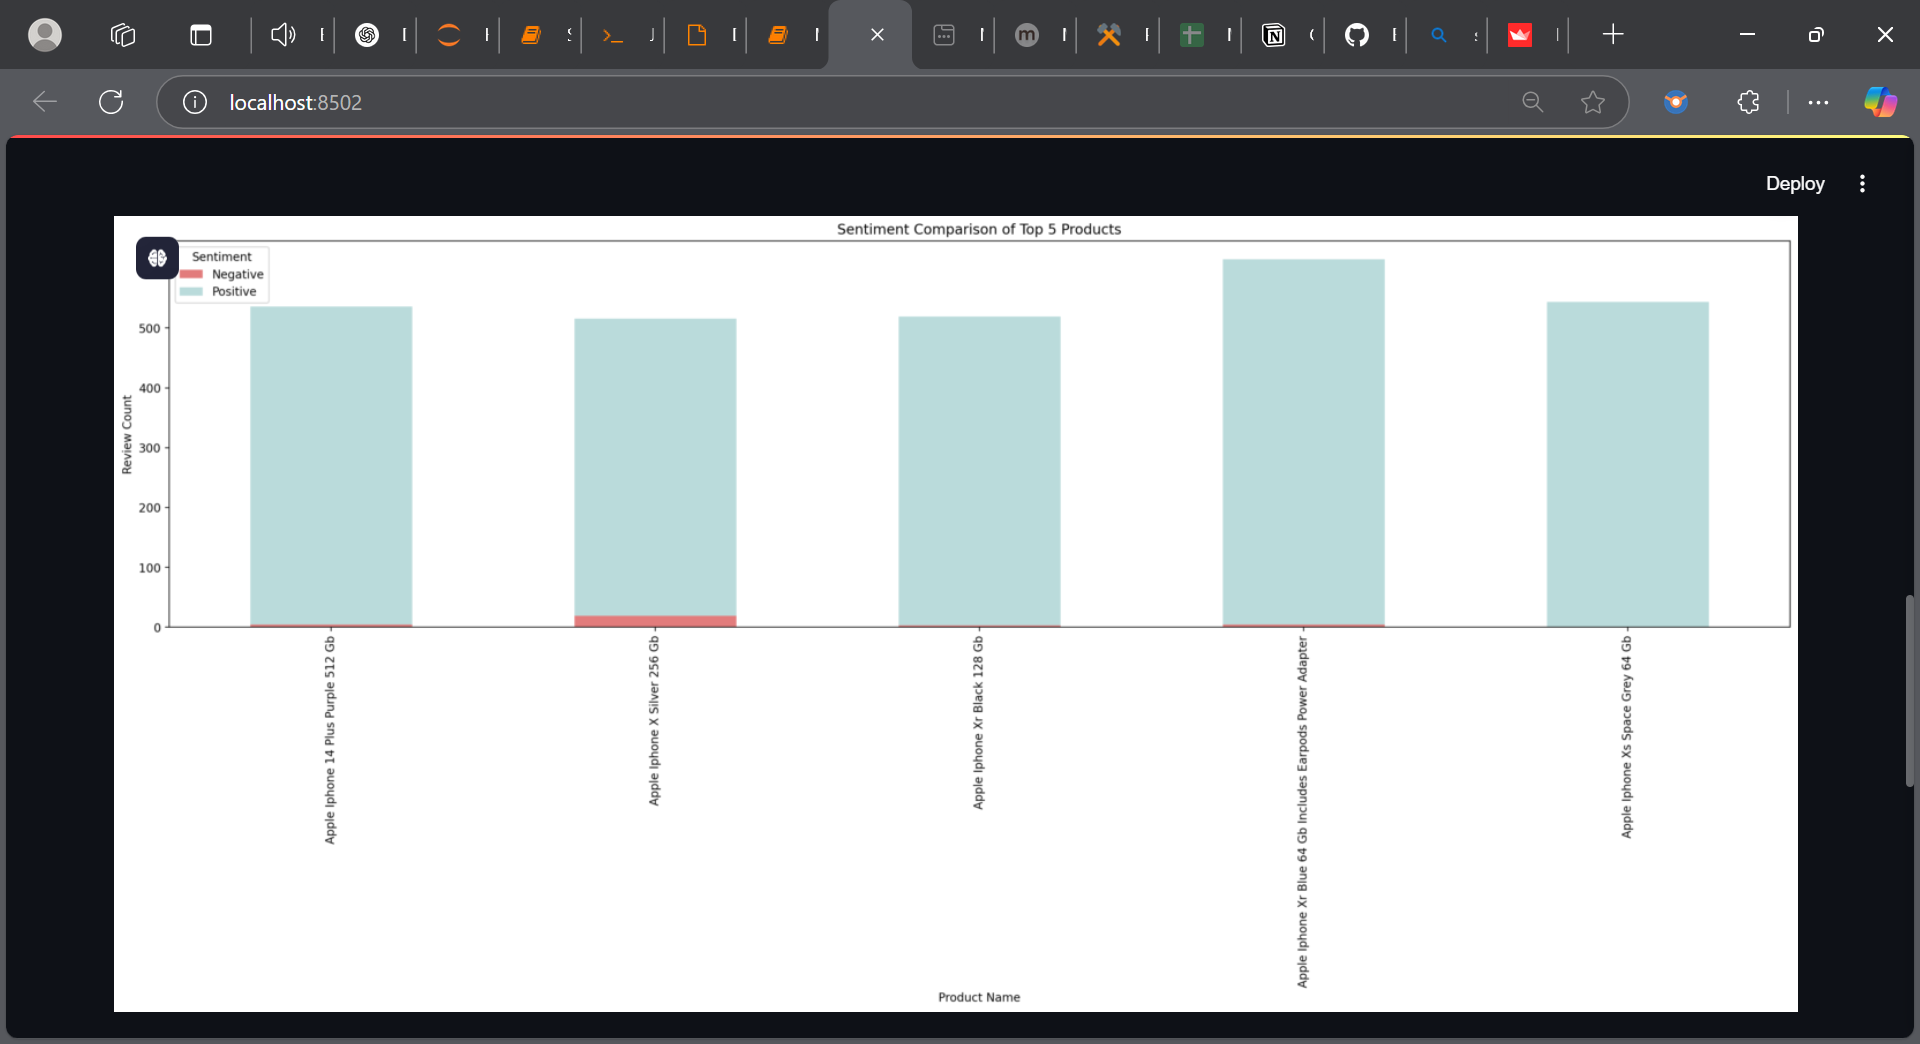 localhost:8502
Deploy
Sentiment Comparison of Top 5 Products
Sentiment
Negative
Positive
Review Count
500
400
300
200
100
0
Apple Iphone 14 Plus Purple 512 Gb
Apple Iphone X Silver 256 Gb
Apple Iphone Xr Black 128 Gb
Apple Iphone Xr Blue 64 Gb Includes Earpods Power Adapter
Apple Iphone Xs Space Grey 64 Gb
Product Name